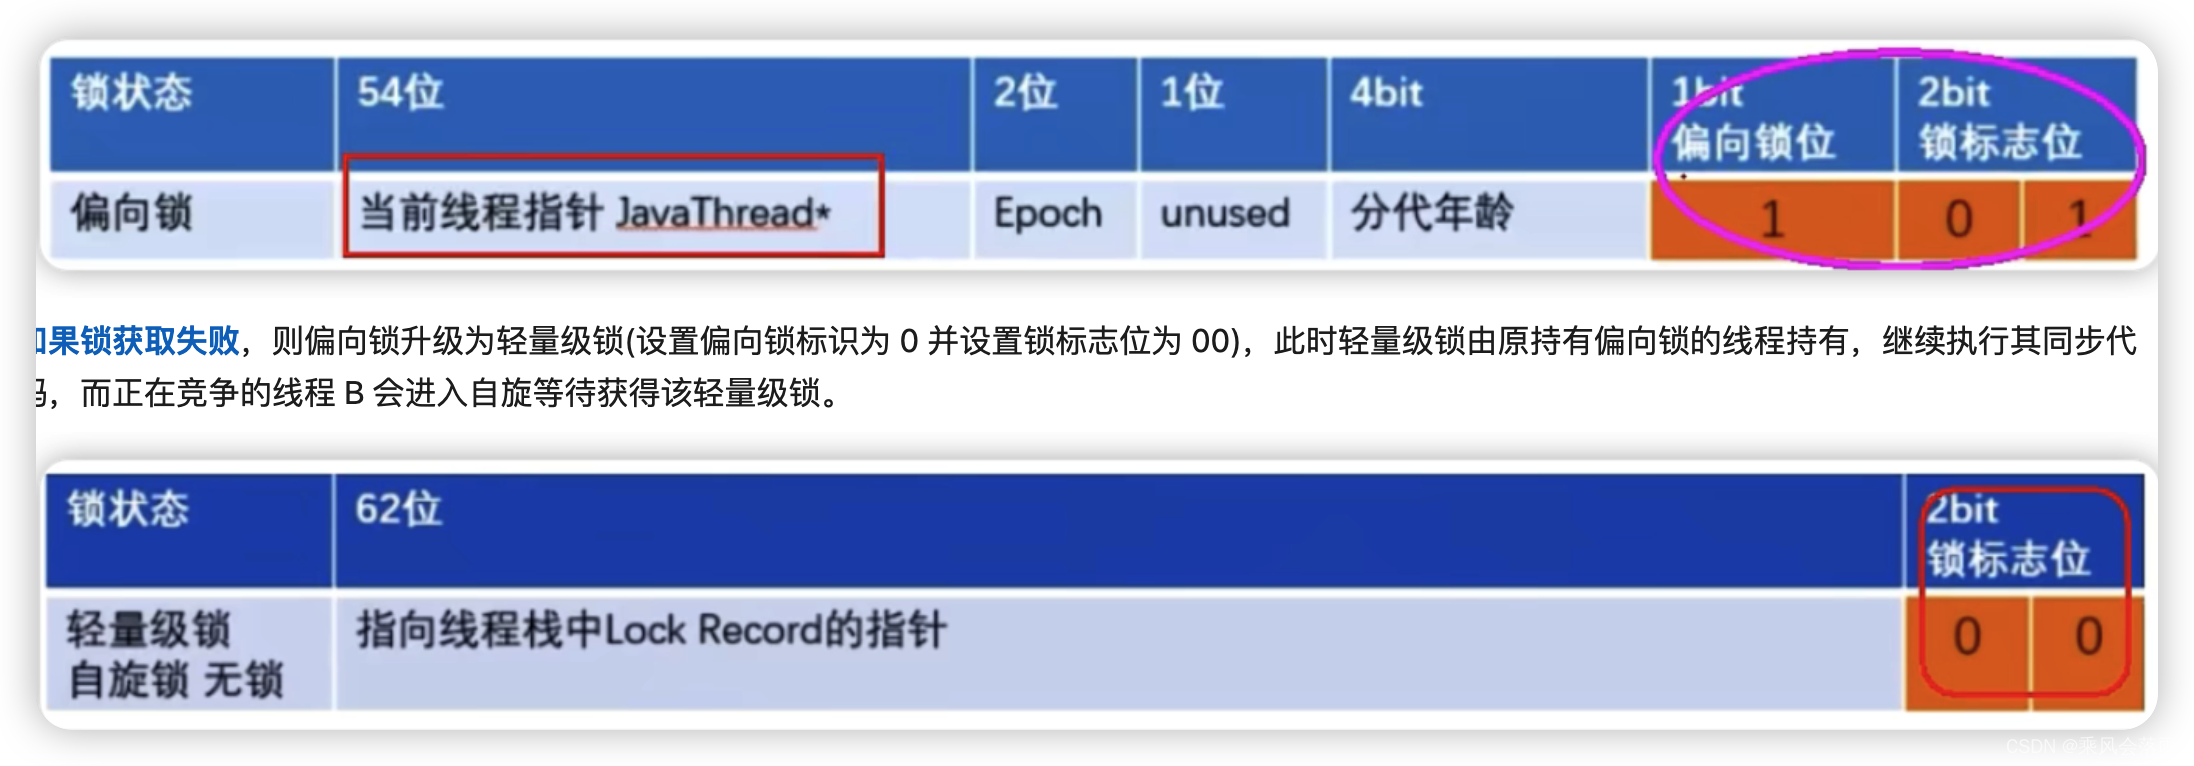 锁状态 54位 2位 1位 4bit 1bit 2bit
偏向锁位 锁标志位
偏向锁 当前线程指针 JavaThread* Epoch unused 分代年龄 1 0 1
果锁获取失败，则偏向锁升级为轻量级锁(设置偏向锁标识为 0 并设置锁标志位为 00)，此时轻量级锁由原持有偏向锁的线程持有，继续执行其同步代
，而正在竞争的线程 B 会进入自旋等待获得该轻量级锁。
锁状态 62位 2bit
锁标志位
轻量级锁 指向线程栈中Lock Record的指针 0 0
自旋锁 无锁
CSDN @乘风